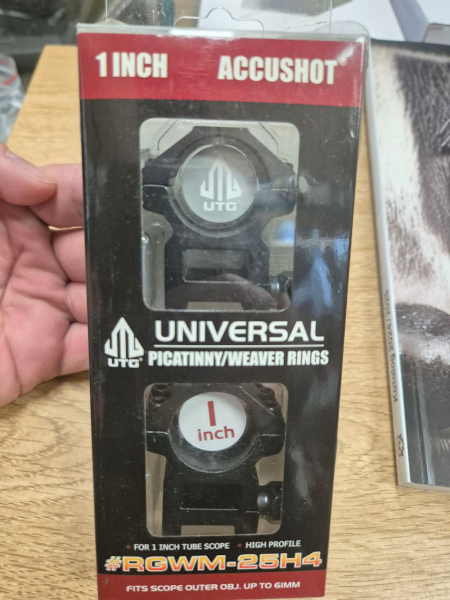 1 INCH ACCUSHOT
UTG®
UTG®
UNIVERSAL
PICATINNY/WEAVER RINGS
1
inch
• FOR 1 INCH TUBE SCOPE • HIGH PROFILE
#RGWM-25H4
FITS SCOPE OUTER OBJ. UP TO 61MM